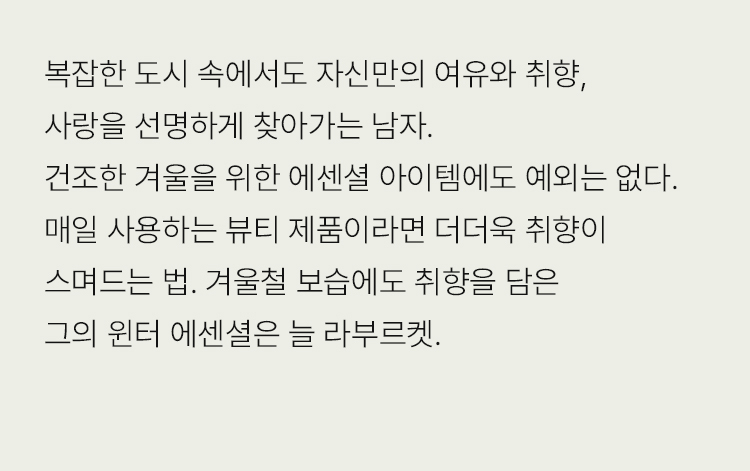 복잡한 도시 속에서도 자신만의 여유와 취향,
사랑을 선명하게 찾아가는 남자.
건조한 겨울을 위한 에센셜 아이템에도 예외는 없다.
매일 사용하는 뷰티 제품이라면 더더욱 취향이
스며드는 법. 겨울철 보습에도 취향을 담은
그의 윈터 에센셜은 늘 라부르켓.